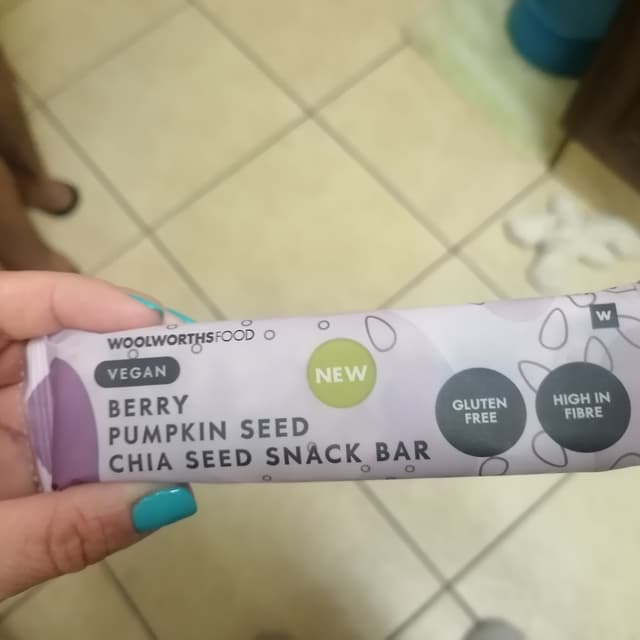 WOOLWORTHSFOOD
VEGAN
BERRY
PUMPKIN SEED
CHIA SEED SNACK BAR
NEW
GLUTEN
FREE
HIGH IN
FIBRE
W